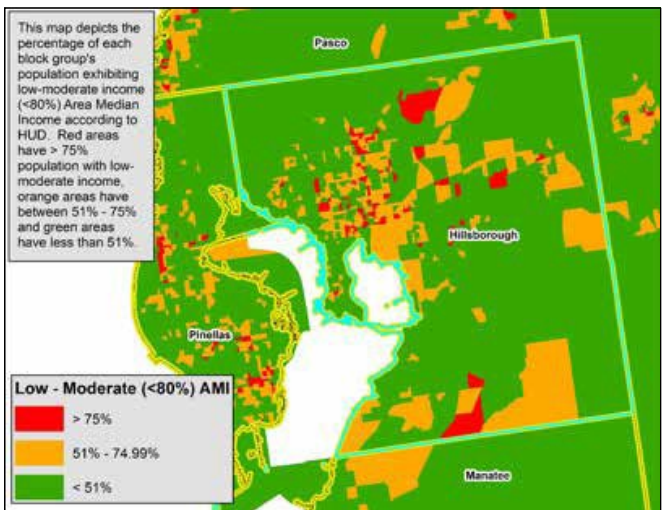 This map depicts the
percentage of each
block group's
population exhibiting
low-moderate income
(<80%) Area Median
Income according to
HUD. Red areas
have > 75%
population with low-
moderate income,
orange areas have
between 51% - 75%
and green areas
have less than 51%.
Pasco
Hillsborough
Pinellas
Manatee
Low - Moderate (<80%) AMI
> 75%
51% - 74.99%
< 51%